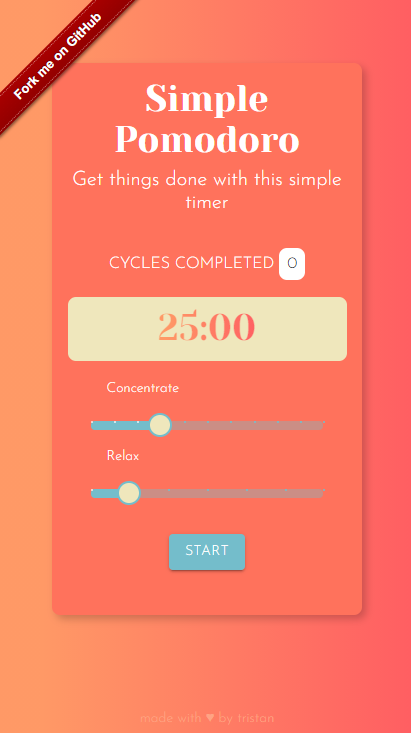 Fork me on GitHub
Simple
Pomodoro
Get things done with this simple
timer
CYCLES COMPLETED 0
25:00
Concentrate
Relax
START
made with ♥ by tristan